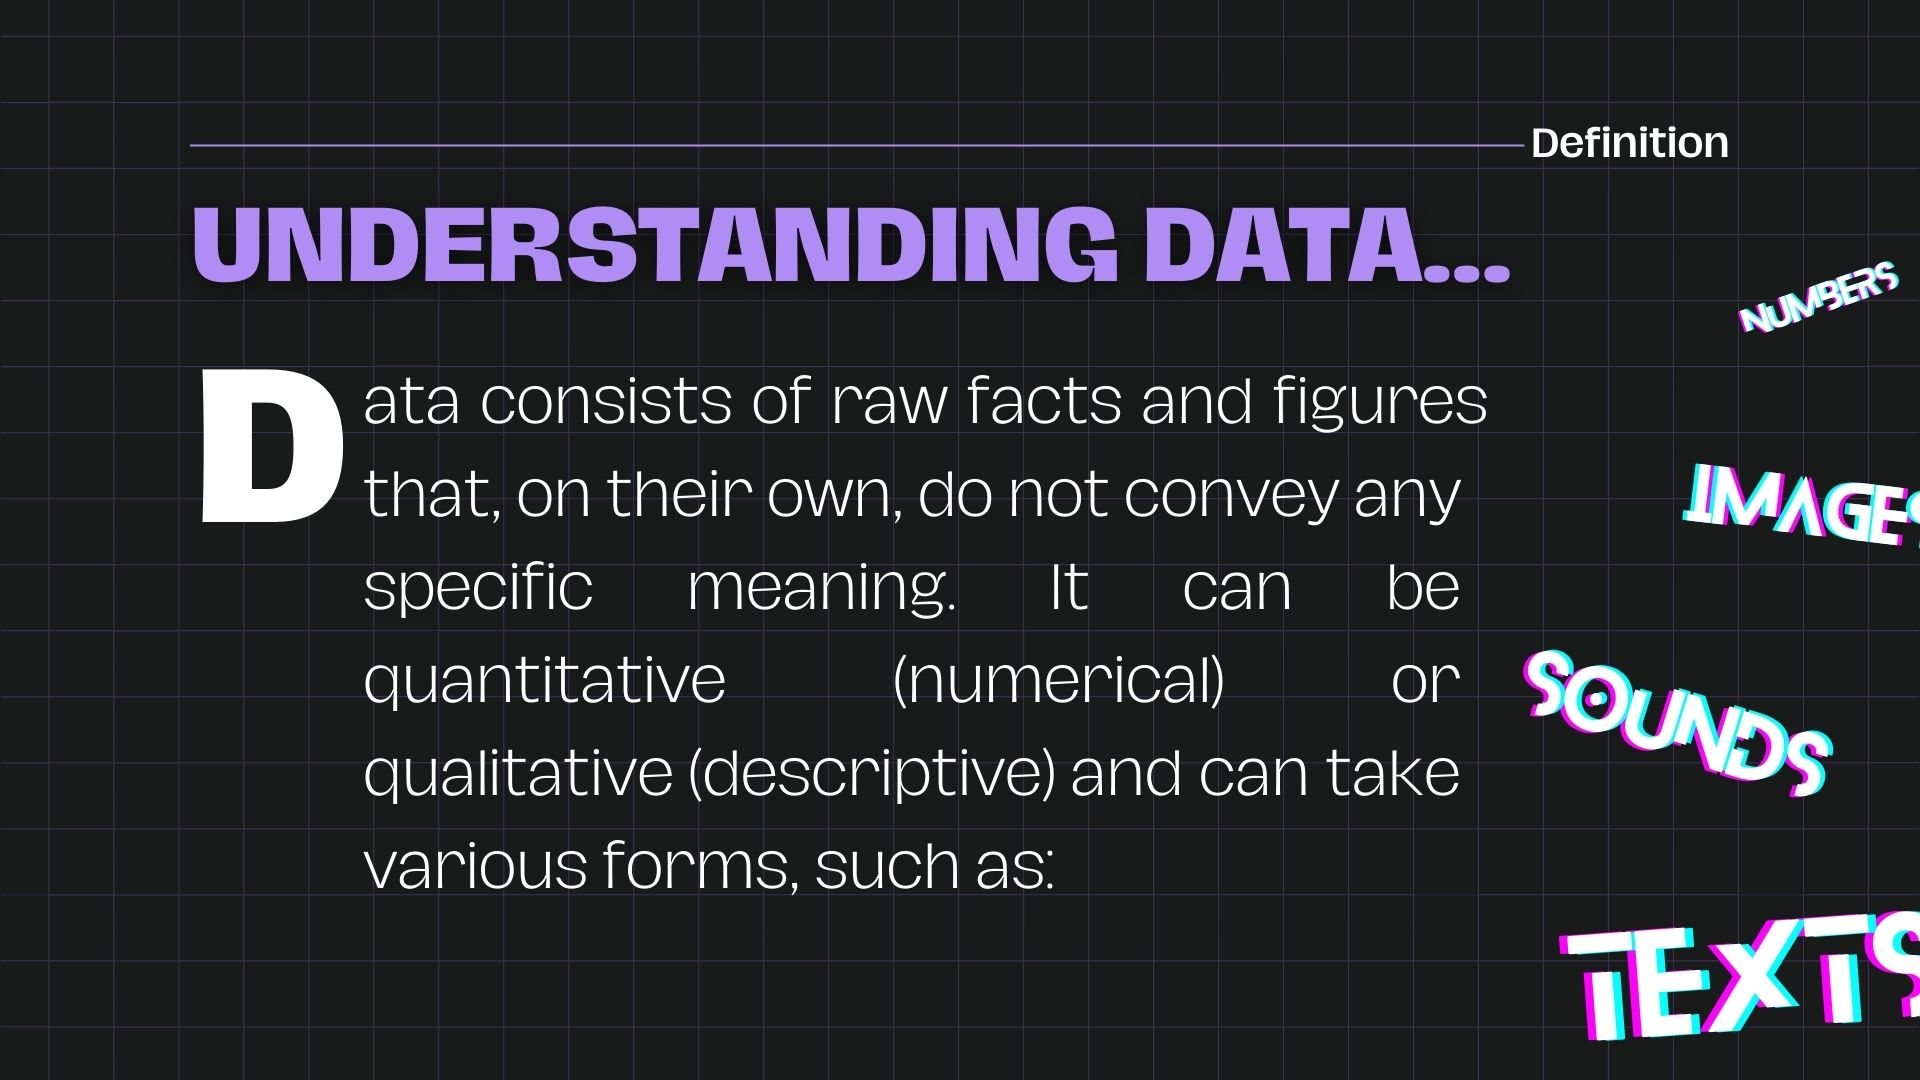 Definition
UNDERSTANDING DATA...
Data consists of raw facts and figures
that, on their own, do not convey any
specific meaning. It can be
quantitative (numerical) or
qualitative (descriptive) and can take
various forms, such as:
NUMBERS
IMAGES
SOUNDS
TEXTS